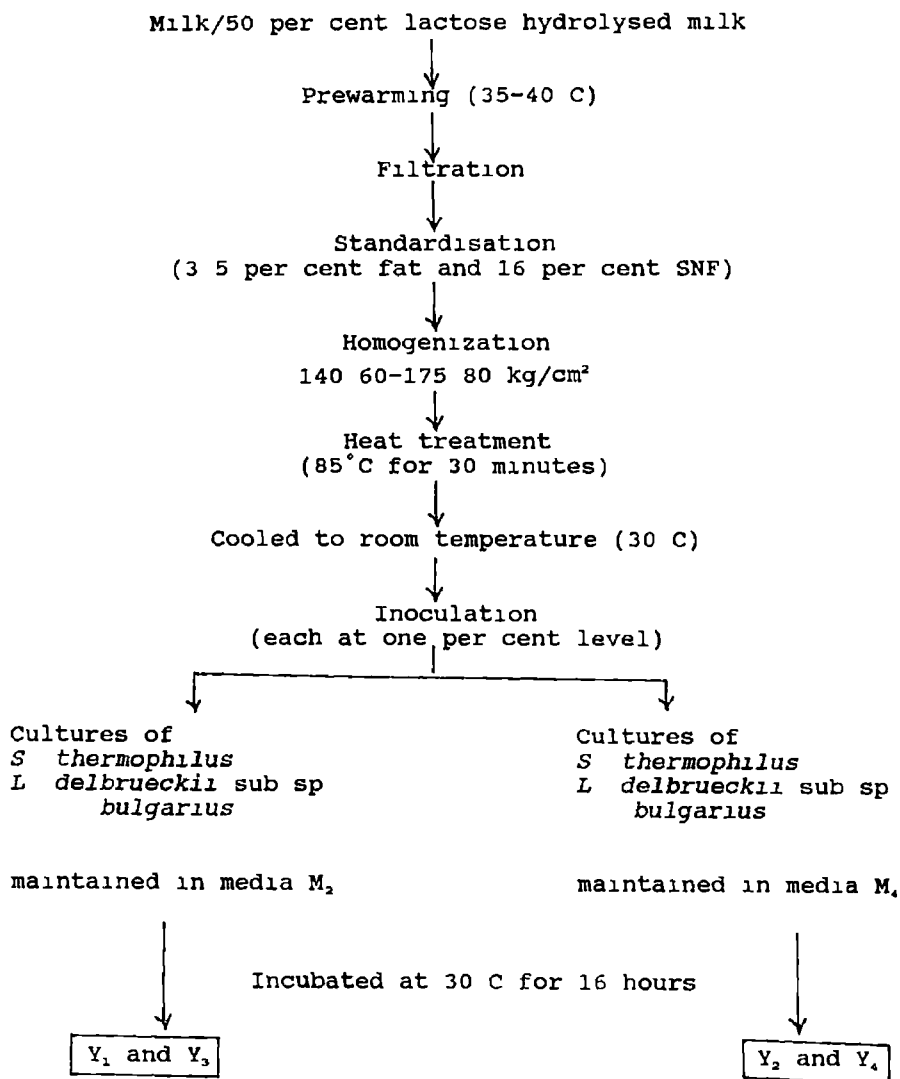 Milk/50 per cent lactose hydrolysed milk
Prewarming (35-40 C)
Filtration
Standardisation
(3 5 per cent fat and 16 per cent SNF)
Homogenization
140 60-175 80 kg/cm²
Heat treatment
(85°C for 30 minutes)
Cooled to room temperature (30 C)
Inoculation
(each at one per cent level)
Cultures of
S thermophilus
L delbrueckii sub sp
bulgarius
maintained in media M₂
Cultures of
S thermophilus
L delbrueckii sub sp
bulgarius
maintained in media M₄
Incubated at 30 C for 16 hours
Y₁ and Y₃
Y₂ and Y₄